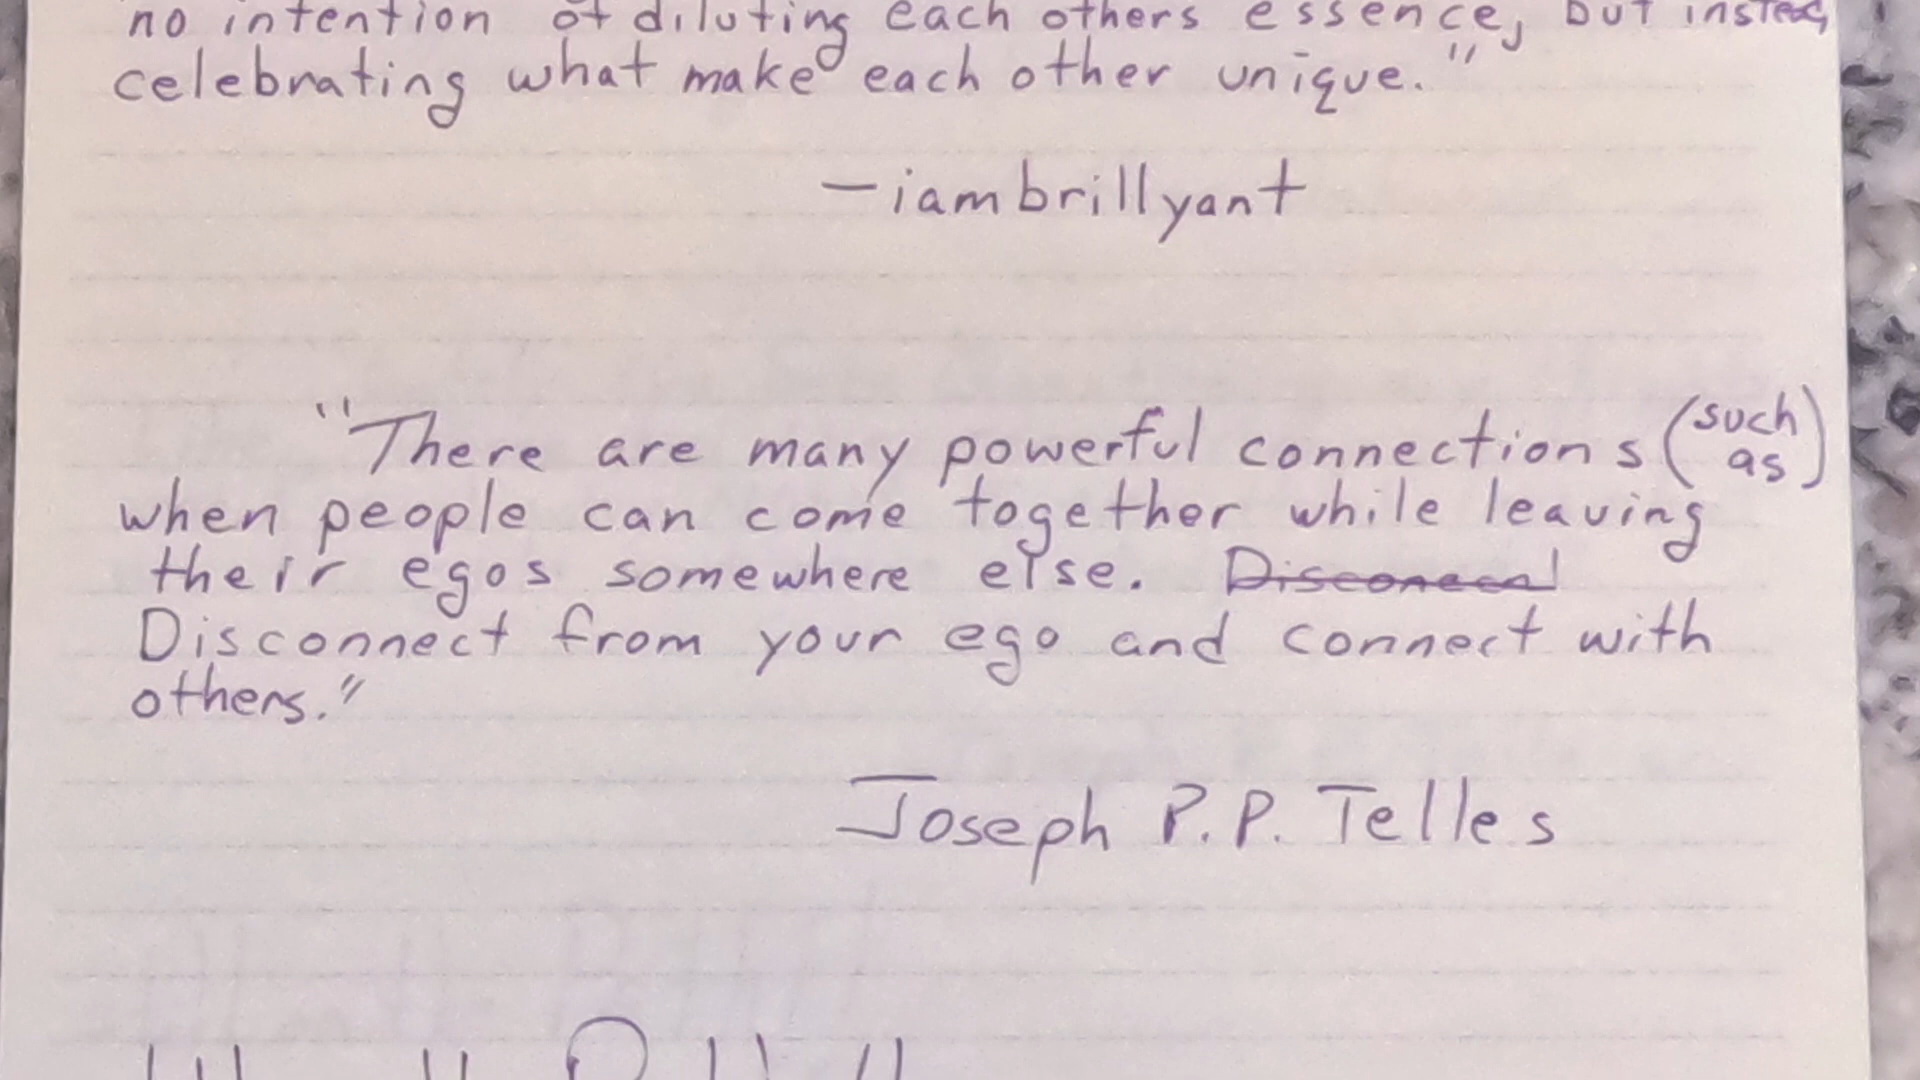 no intention of diluting each others essence, but instead
celebrating what make each other unique."
- iambrillyant
"There are many powerful connections (such as)
when people can come together while leaving
their egos somewhere else.
Disconnect from your ego and connect with
others."
Joseph P.P. Telles